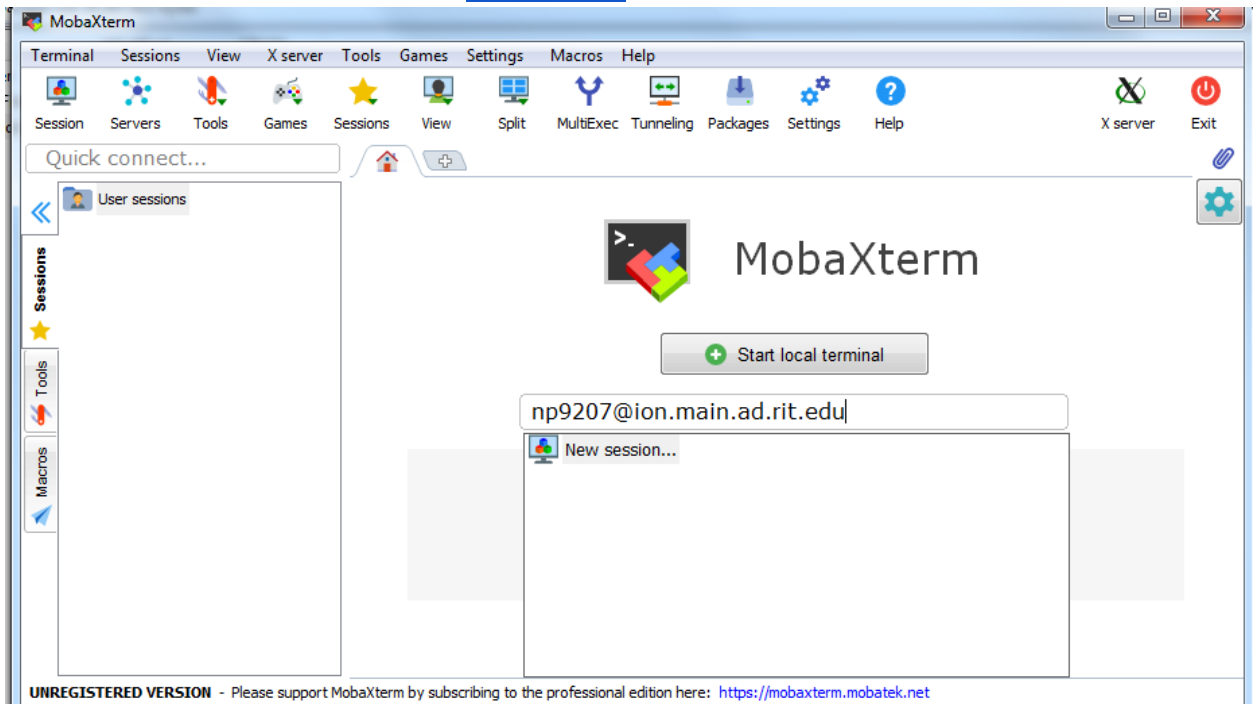 MobaXterm
Terminal Sessions View X server Tools Games Settings Macros Help
Session Servers Tools Games Sessions View Split MultiExec Tunneling Packages Settings Help X server Exit
Quick connect...
User sessions
Sessions
Tools
Macros
>_ MobaXterm
Start local terminal
np9207@ion.main.ad.rit.edu
New session...
UNREGISTERED VERSION - Please support MobaXterm by subscribing to the professional edition here: https://mobaxterm.mobatek.net